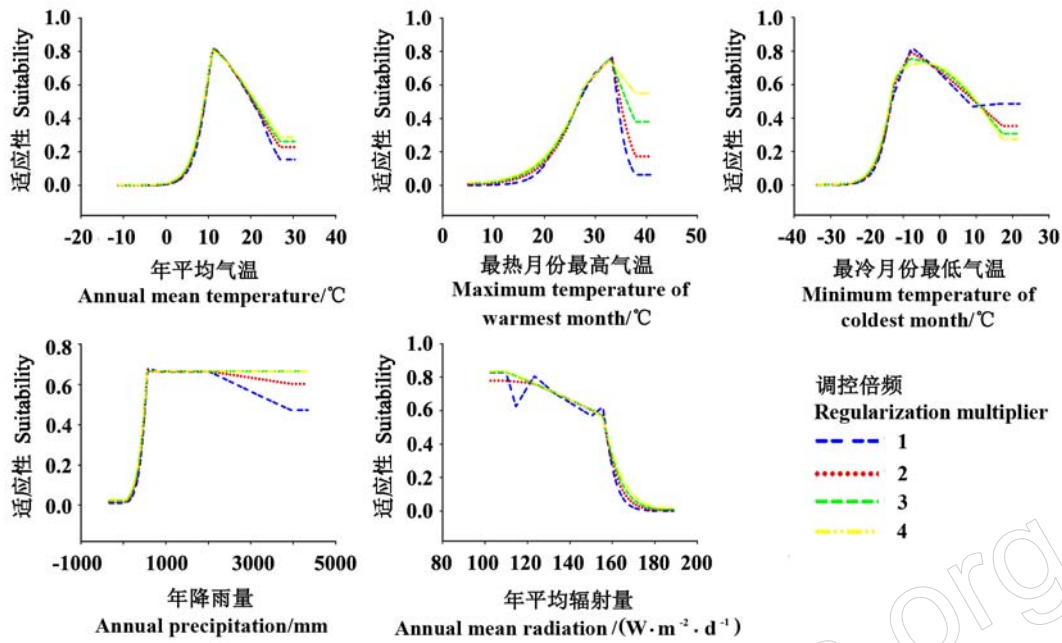 1.0
0.8
0.6
0.4
0.2
0.0
适应性 Suitability
-20 -10 0 10 20 30 40
年平均气温
Annual mean temperature/℃
1.0
0.8
0.6
0.4
0.2
0.0
适应性 Suitability
0 10 20 30 40 50
最热月份最高气温
Maximum temperature of
warmest month/℃
1.0
0.8
0.6
0.4
0.2
0.0
适应性 Suitability
-40 -30 -20 -10 0 10 20 30
最冷月份最低气温
Minimum temperature of
coldest month/℃
0.8
0.6
0.4
0.2
0.0
适应性 Suitability
-1000 1000 3000 5000
年降雨量
Annual precipitation/mm
1.0
0.8
0.6
0.4
0.2
0.0
适应性 Suitability
80 100 120 140 160 180 200
年平均辐射量
Annual mean radiation/(W·m⁻²·d⁻¹)
调控倍频
Regularization multiplier
1
2
3
4
.org